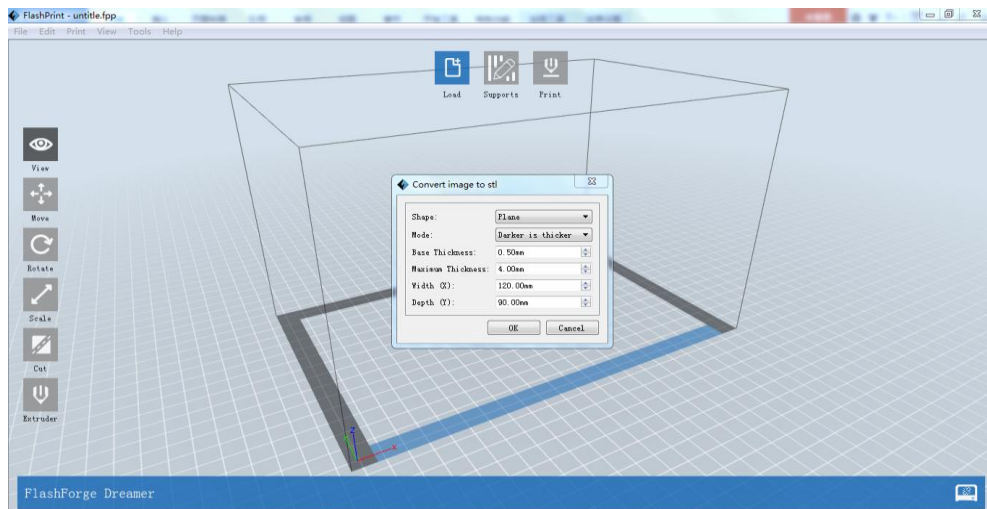 FlashPrint - untitle.fpp
File Edit Print View Tools Help
Load Supports Print
View
Move
Rotate
Scale
Cut
Extruder
Convert image to stl
Shape: Plane
Mode: Darker is thicker
Base Thickness: 0.50mm
Maximum Thickness: 4.00mm
Width (X): 120.00mm
Depth (Y): 90.00mm
OK Cancel
z
x
FlashForge Dreamer